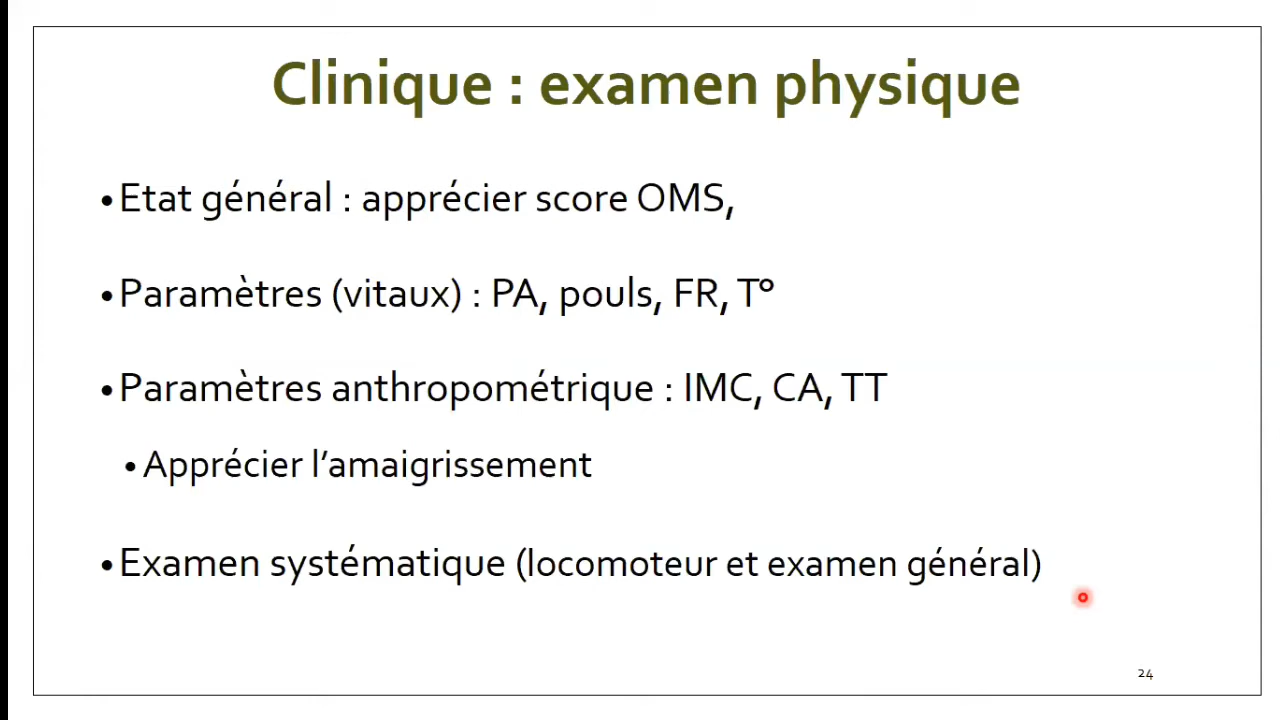 Clinique : examen physique
•Etat général : apprécier score OMS,
•Paramètres (vitaux) : PA, pouls, FR, T°
•Paramètres anthropométrique : IMC, CA, TT
•Apprécier l’amaigrissement
•Examen systématique (locomoteur et examen général)
24